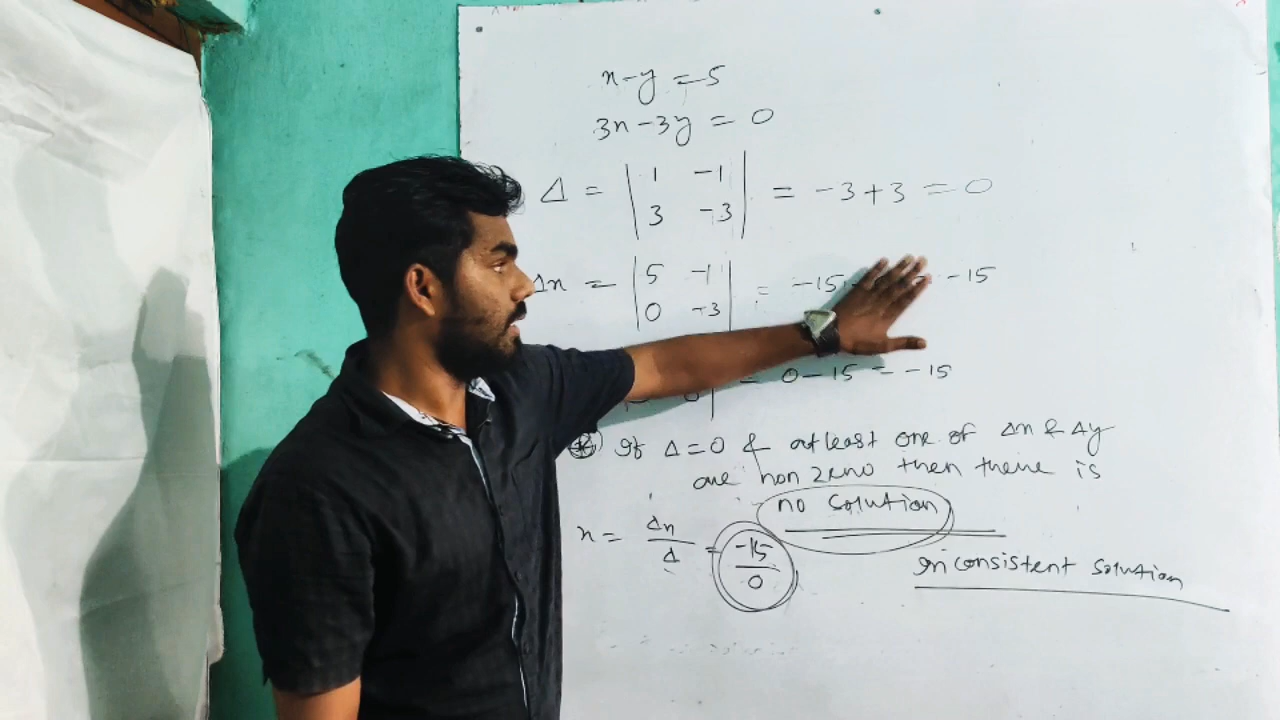 x-y = 5
3x-3y = 0
Δ = | 1 -1 | = -3+3 = 0
| 3 -3 |
Δx = | 5 -1 | = -15 -15
| 0 -3 |
= 0-15 = -15
If Δ=0 & atleast one of Δx & Δy
are non zero then there is
no solution
x = Δx/Δ = -15/0
inconsistent solution